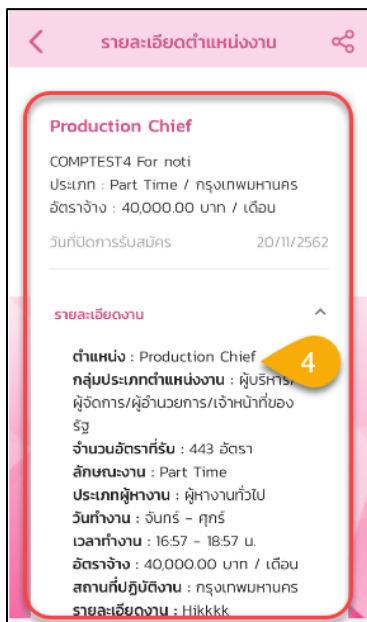 รายละเอียดตำแหน่งงาน
Production Chief
COMPTEST4 For noti
ประเภท : Part Time / กรุงเทพมหานคร
อัตราจ้าง : 40,000.00 บาท / เดือน
วันที่ปิดการรับสมัคร 20/11/2562
รายละเอียดงาน
ตำแหน่ง : Production Chief
4
กลุ่มประเภทตำแหน่งงาน : ผู้บริหาร/
ผู้จัดการ/ผู้อำนวยการ/เจ้าหน้าที่ของ
รัฐ
จำนวนอัตราที่รับ : 443 อัตรา
ลักษณะงาน : Part Time
ประเภทผู้หางาน : ผู้หางานทั่วไป
วันทำงาน : จันทร์ - ศุกร์
เวลาทำงาน : 16:57 - 18:57 น.
อัตราจ้าง : 40,000.00 บาท / เดือน
สถานที่ปฏิบัติงาน : กรุงเทพมหานคร
รายละเอียดงาน : Hikkkk